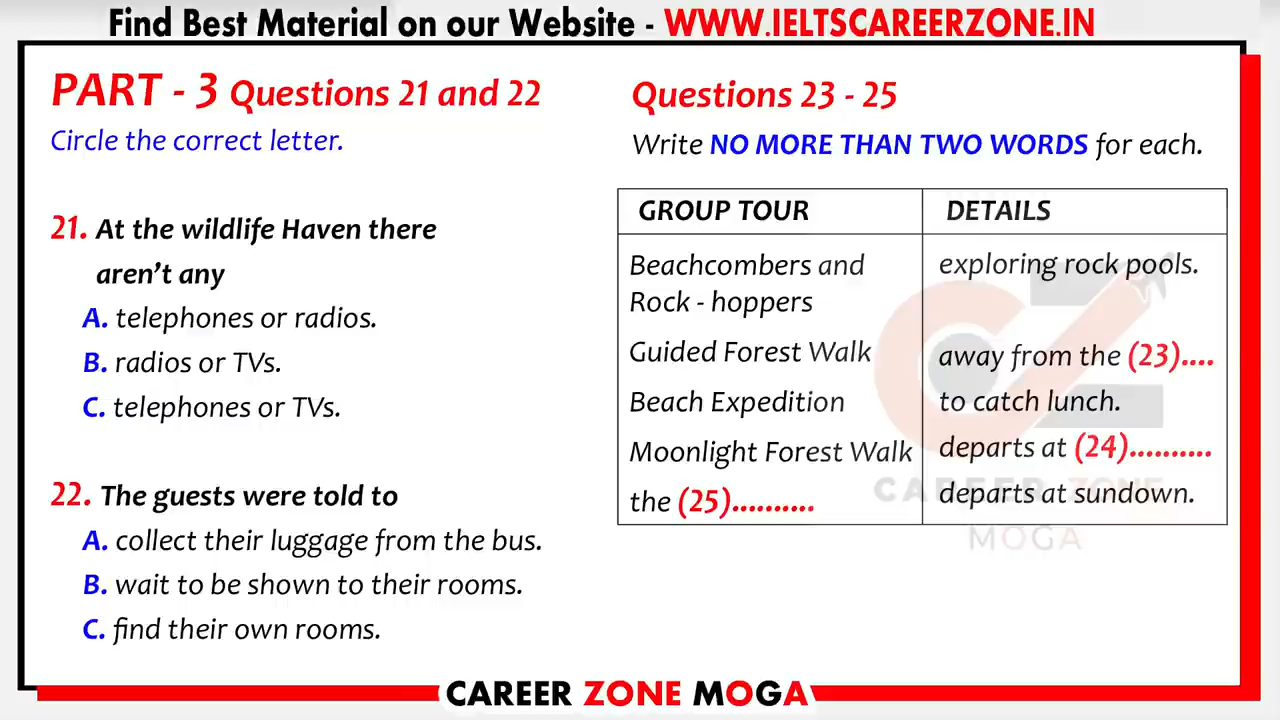 Find Best Material on our Website - WWW.IELTSCAREERZONE.IN
PART - 3 Questions 21 and 22
Circle the correct letter.
21. At the wildlife Haven there
aren't any
A. telephones or radios.
B. radios or TVs.
C. telephones or TVs.
22. The guests were told to
A. collect their luggage from the bus.
B. wait to be shown to their rooms.
C. find their own rooms.
Questions 23 - 25
Write NO MORE THAN TWO WORDS for each.
GROUP TOUR DETAILS
Beachcombers and exploring rock pools.
Rock - hoppers
Guided Forest Walk away from the (23)....
Beach Expedition to catch lunch.
Moonlight Forest Walk departs at (24)..........
the (25).......... departs at sundown.
CAREER ZONE
MOGA
CAREER ZONE MOGA